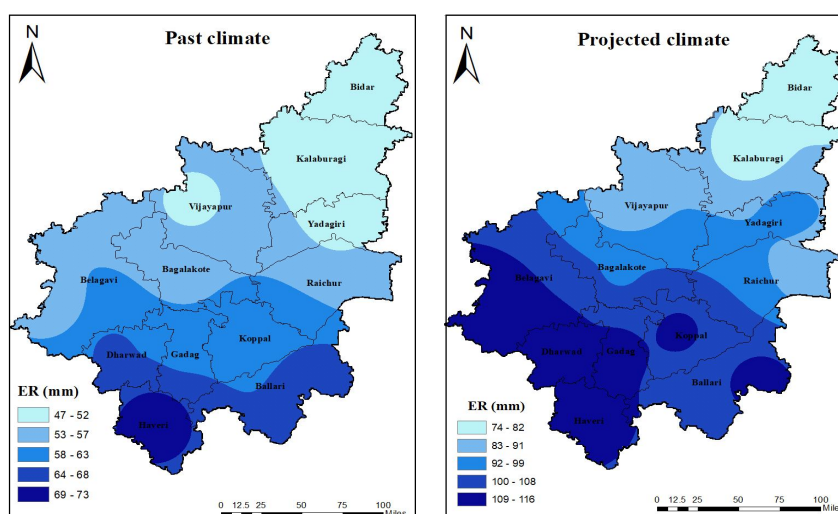 Past climate
N
Bidar
Kalaburagi
Vijayapur
Yadagiri
Bagalakote
Belagavi
Raichur
Koppal
Dharwad
Gadag
Ballari
Haveri
ER (mm)
47 - 52
53 - 57
58 - 63
64 - 68
69 - 73
0 12.5 25 50 75 100
Miles
Projected climate
N
Bidar
Kalaburagi
Vijayapur
Yadagiri
Bagalakote
Belagavi
Raichur
Koppal
Dharwad
Gadag
Ballari
Haveri
ER (mm)
74 - 82
83 - 91
92 - 99
100 - 108
109 - 116
0 12.5 25 50 75 100
Miles